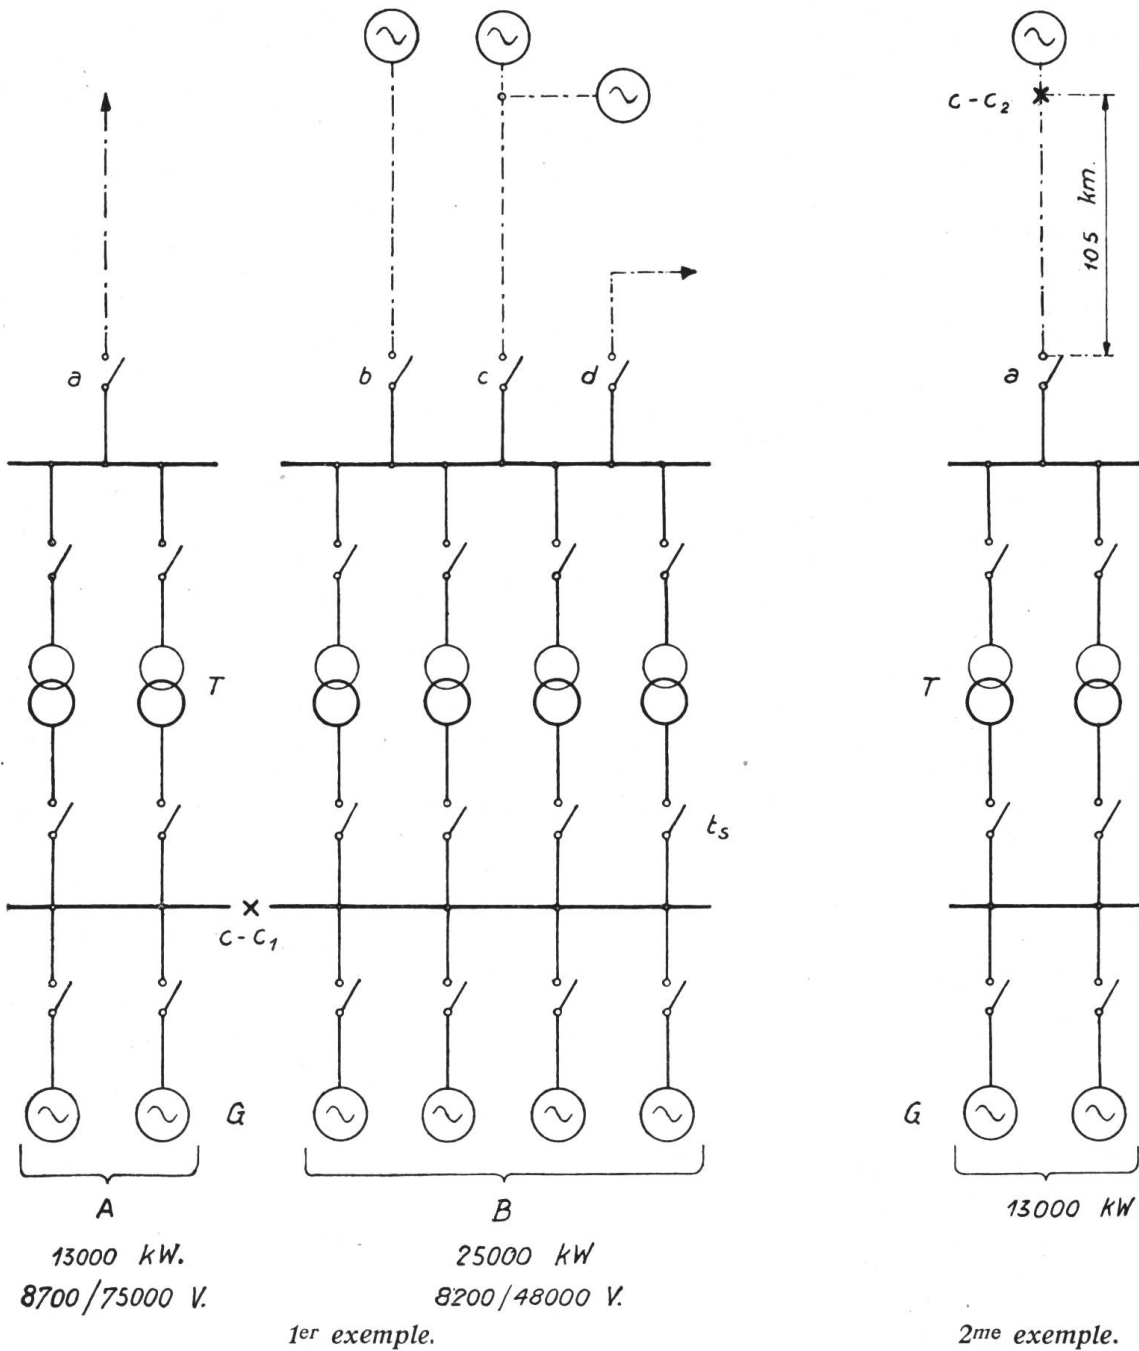 c-c2
105 km.
a
b
c
d
a
T
T
ts
c-c1
G
G
A
B
13000 kW
13000 kW.
25000 kW
8700/75000 V.
8200/48000 V.
1er exemple.
2me exemple.